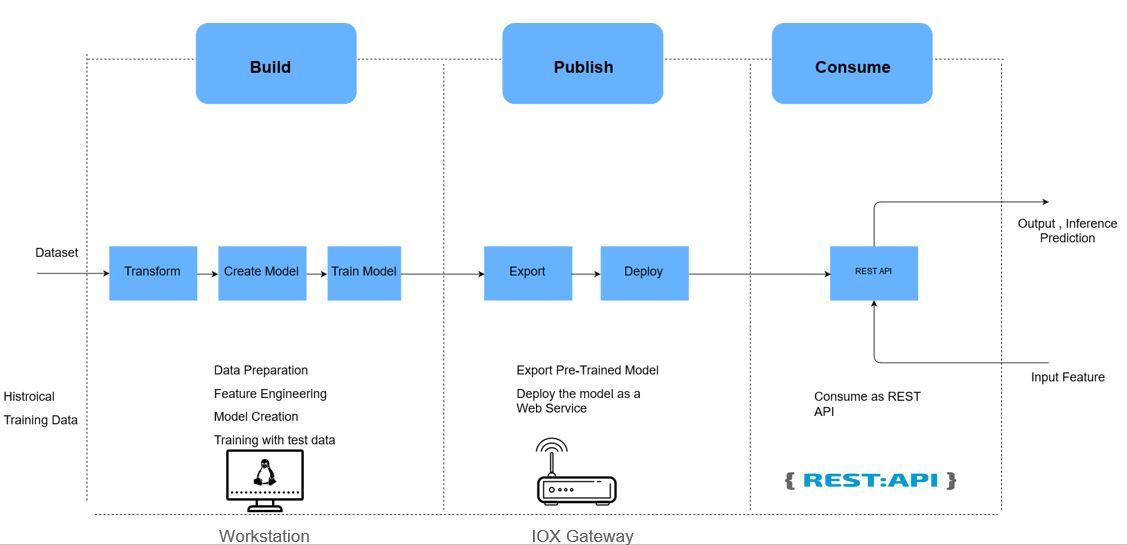 Build
Publish
Consume
Dataset
Transform
Create Model
Train Model
Export
Deploy
REST API
Output , Inference
Prediction
Input Feature
Histroical
Training Data
Data Preparation
Feature Engineering
Model Creation
Training with test data
Export Pre-Trained Model
Deploy the model as a
Web Service
Consume as REST
API
{ REST:API }
Workstation
IOX Gateway